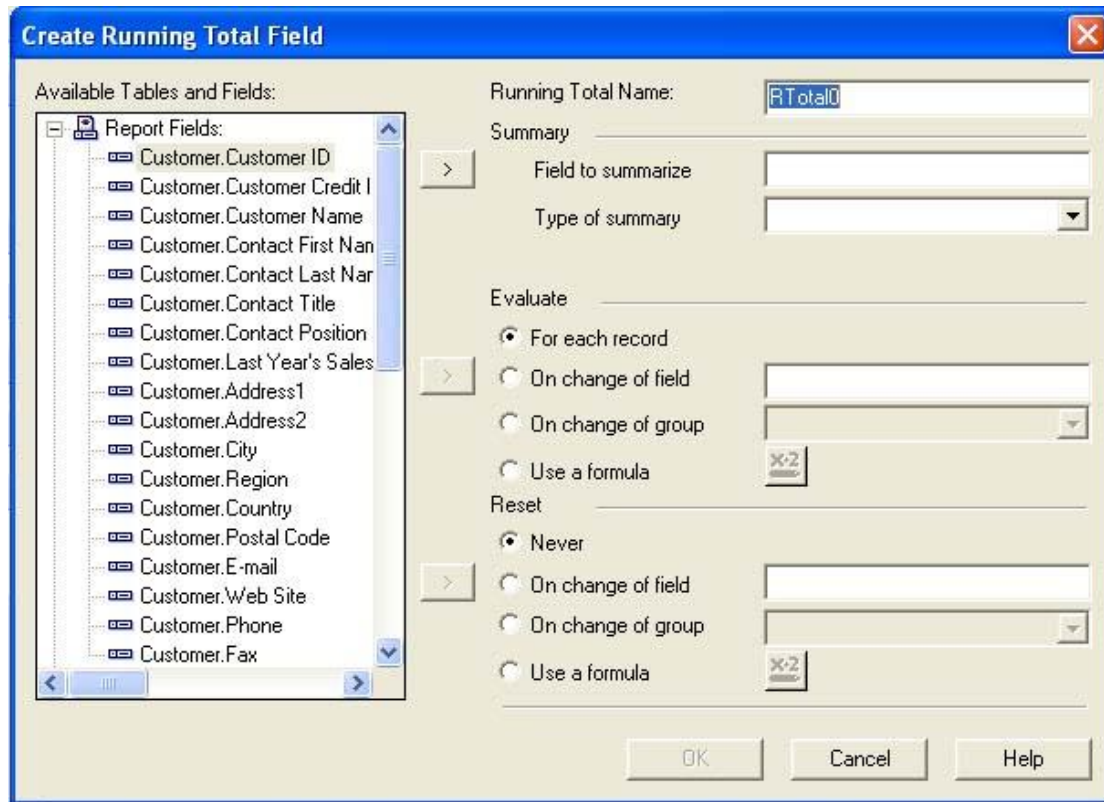 Create Running Total Field
Available Tables and Fields:
Report Fields:
Customer.Customer ID
Customer.Customer Credit I
Customer.Customer Name
Customer.Contact First Nan
Customer.Contact Last Nar
Customer.Contact Title
Customer.Contact Position
Customer.Last Year's Sales
Customer.Address1
Customer.Address2
Customer.City
Customer.Region
Customer.Country
Customer.Postal Code
Customer.E-mail
Customer.Web Site
Customer.Phone
Customer.Fax
>
>
>
Running Total Name: RTotal0
Summary
Field to summarize
Type of summary
Evaluate
For each record
On change of field
On change of group
Use a formula x·2
Reset
Never
On change of field
On change of group
Use a formula x·2
OK Cancel Help